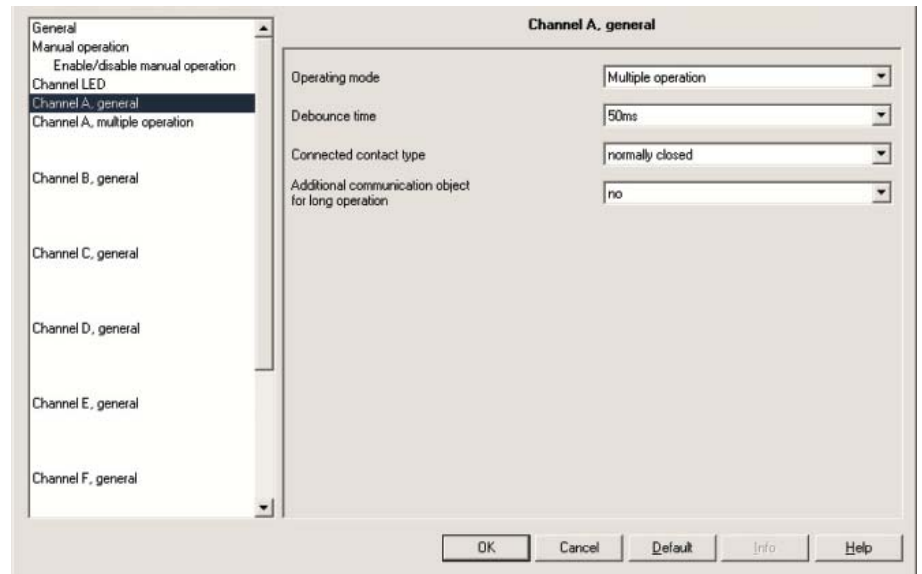 General
Manual operation
Enable/disable manual operation
Channel LED
Channel A, general
Channel A, multiple operation
Channel B, general
Channel C, general
Channel D, general
Channel E, general
Channel F, general
Channel A, general
Operating mode
Multiple operation
Debounce time
50ms
Connected contact type
normally closed
Additional communication object
for long operation
no
OK
Cancel
Default
Info
Help